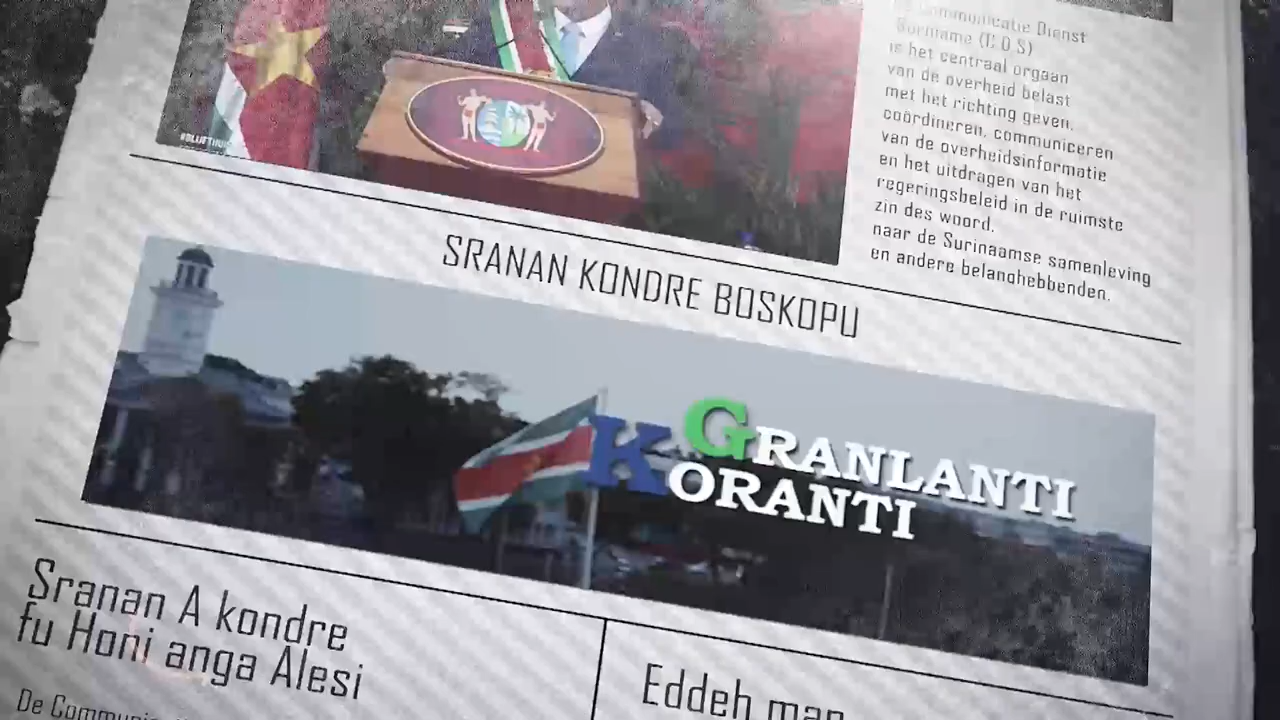 Communicatie Dienst
Suriname (C D S)
is het centraal orgaan
van de overheid belast
met het richting geven,
coördineren, communiceren
van de overheidsinformatie
en het uitdragen van het
regeringsbeleid in de ruimste
zin des woord,
naar de Surinaamse samenleving
en andere belanghebbenden.
SRANAN KONDRE BOSKOPU
GRANLANTI
KORANTI
Sranan A kondre
fu Honi anga Alesi
De
Eddeh man